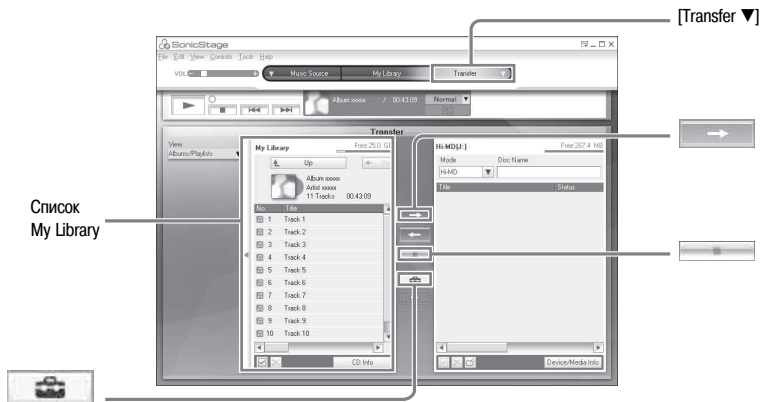 [Transfer ▼]
SonicStage
File Edit View Controls Tools Help
VOL
Music Source
My Library
Transfer
Album xxxxx / 00:43:09
Normal
Transfer
View
Albums/Playlists
My Library
Free:25.0 GB
Up
Album xxxxx
Artist xxxxx
11 Tracks 00:43:09
No. Title
1 Track 1
2 Track 2
3 Track 3
4 Track 4
5 Track 5
6 Track 6
7 Track 7
8 Track 8
9 Track 9
10 Track 10
CD Info
Hi-MD(J:)
Free:267.4 MB
Mode
Disc Name
Hi-MD
Title
Status
Device/Media Info
Список
My Library